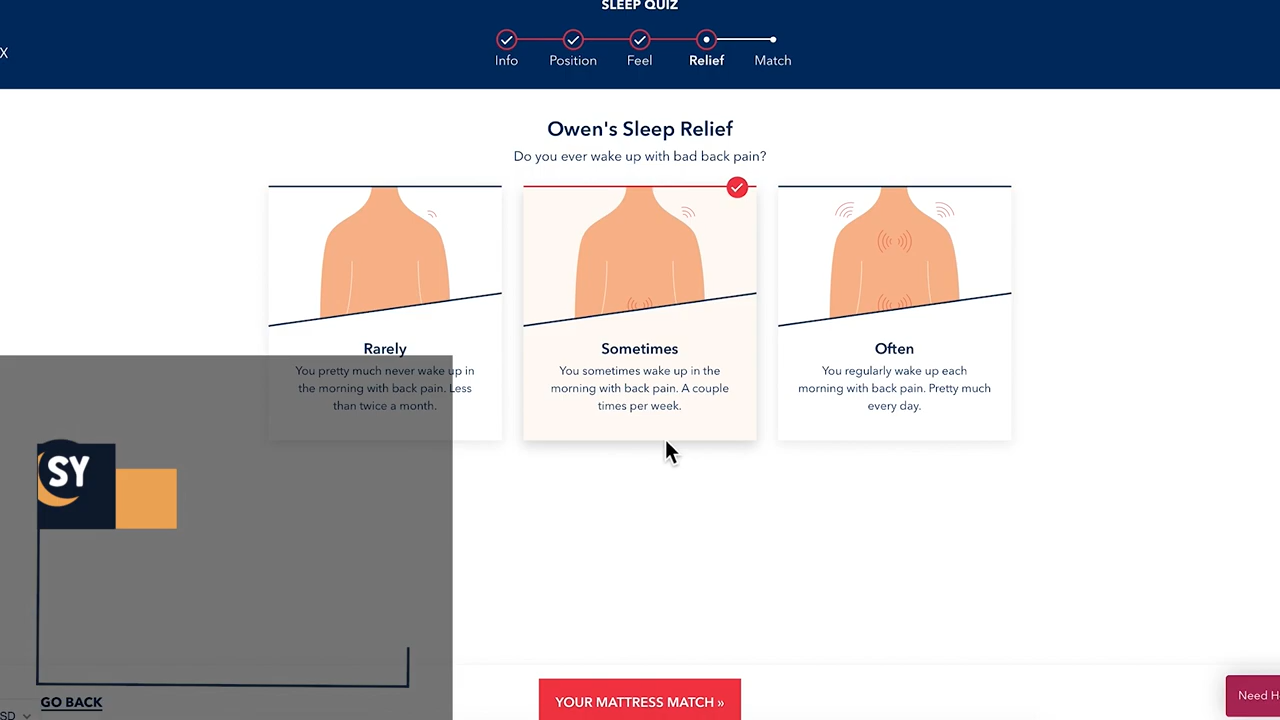 SLEEP QUIZ
X
Info Position Feel Relief Match
Owen's Sleep Relief
Do you ever wake up with bad back pain?
Rarely
You pretty much never wake up in
the morning with back pain. Less
than twice a month.
Sometimes
You sometimes wake up in the
morning with back pain. A couple
times per week.
Often
You regularly wake up each
morning with back pain. Pretty much
every day.
SY
GO BACK
SD
YOUR MATTRESS MATCH »
Need H